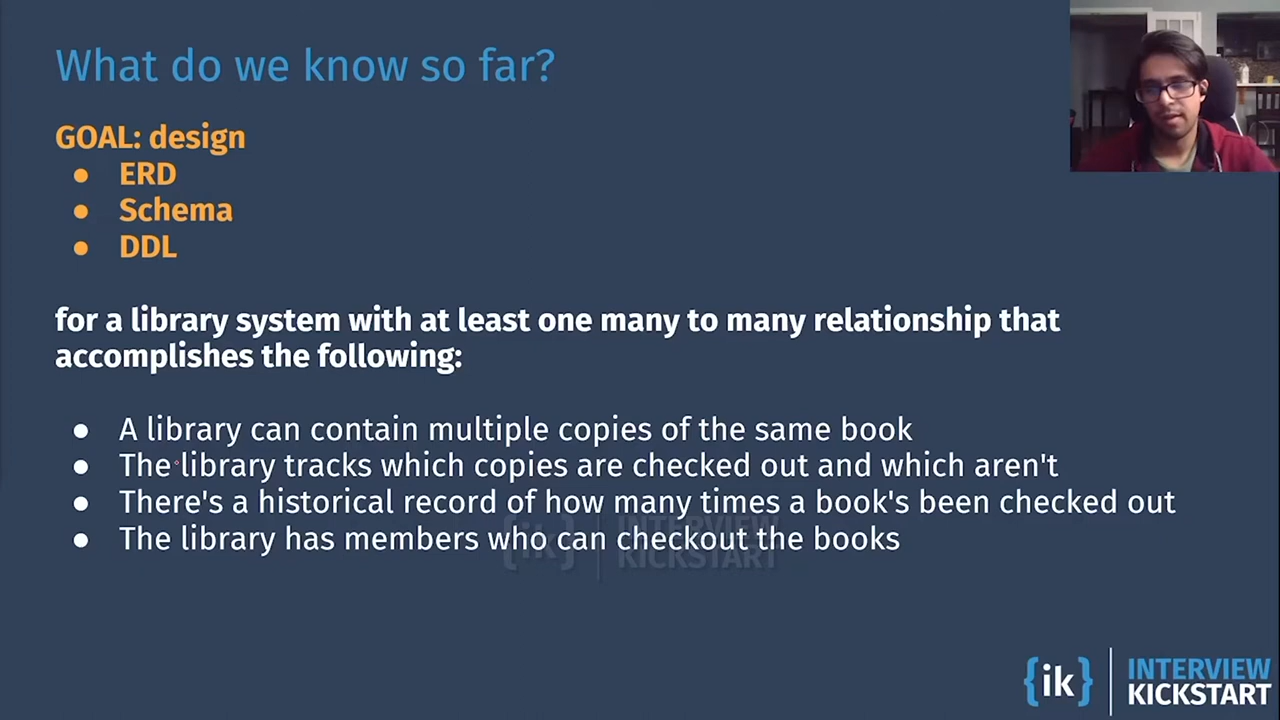 What do we know so far?
GOAL: design
● ERD
● Schema
● DDL
for a library system with at least one many to many relationship that
accomplishes the following:
● A library can contain multiple copies of the same book
● The library tracks which copies are checked out and which aren't
● There's a historical record of how many times a book's been checked out
● The library has members who can checkout the books
{ik} INTERVIEW
KICKSTART
{ik} INTERVIEW
KICKSTART